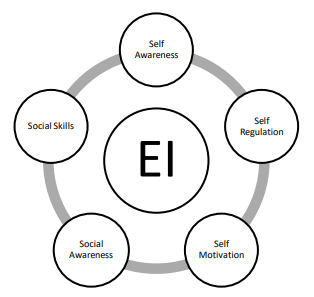 Self
Awareness
Self
Regulation
Self
Motivation
Social
Awareness
Social Skills
EI